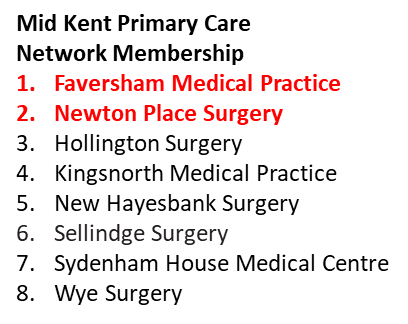 Mid Kent Primary Care
Network Membership
1. Faversham Medical Practice
2. Newton Place Surgery
3. Hollington Surgery
4. Kingsnorth Medical Practice
5. New Hayesbank Surgery
6. Sellindge Surgery
7. Sydenham House Medical Centre
8. Wye Surgery